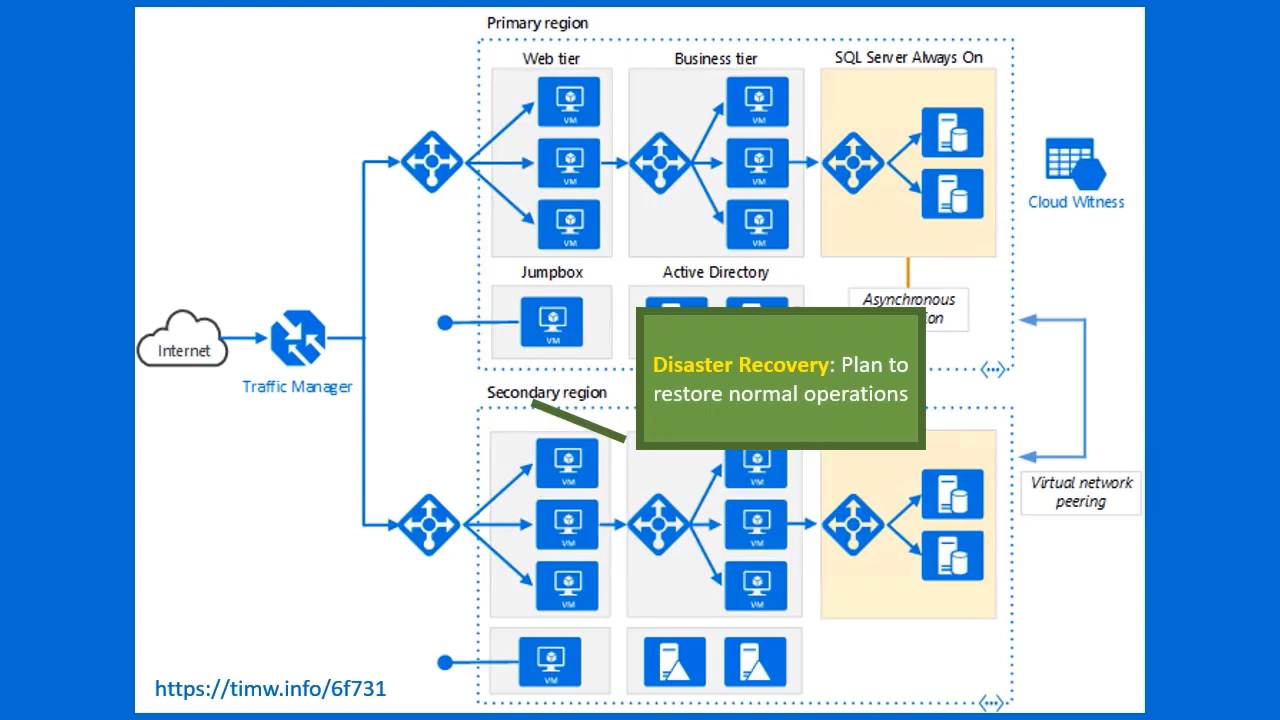 Primary region
Web tier
Business tier
SQL Server Always On
VM
VM
VM
VM
VM
VM
Cloud Witness
Jumpbox
Active Directory
VM
Asynchronous
Internet
Traffic Manager
Disaster Recovery: Plan to
restore normal operations
Secondary region
VM
VM
VM
VM
VM
VM
Virtual network
peering
VM
https://timw.info/6f731